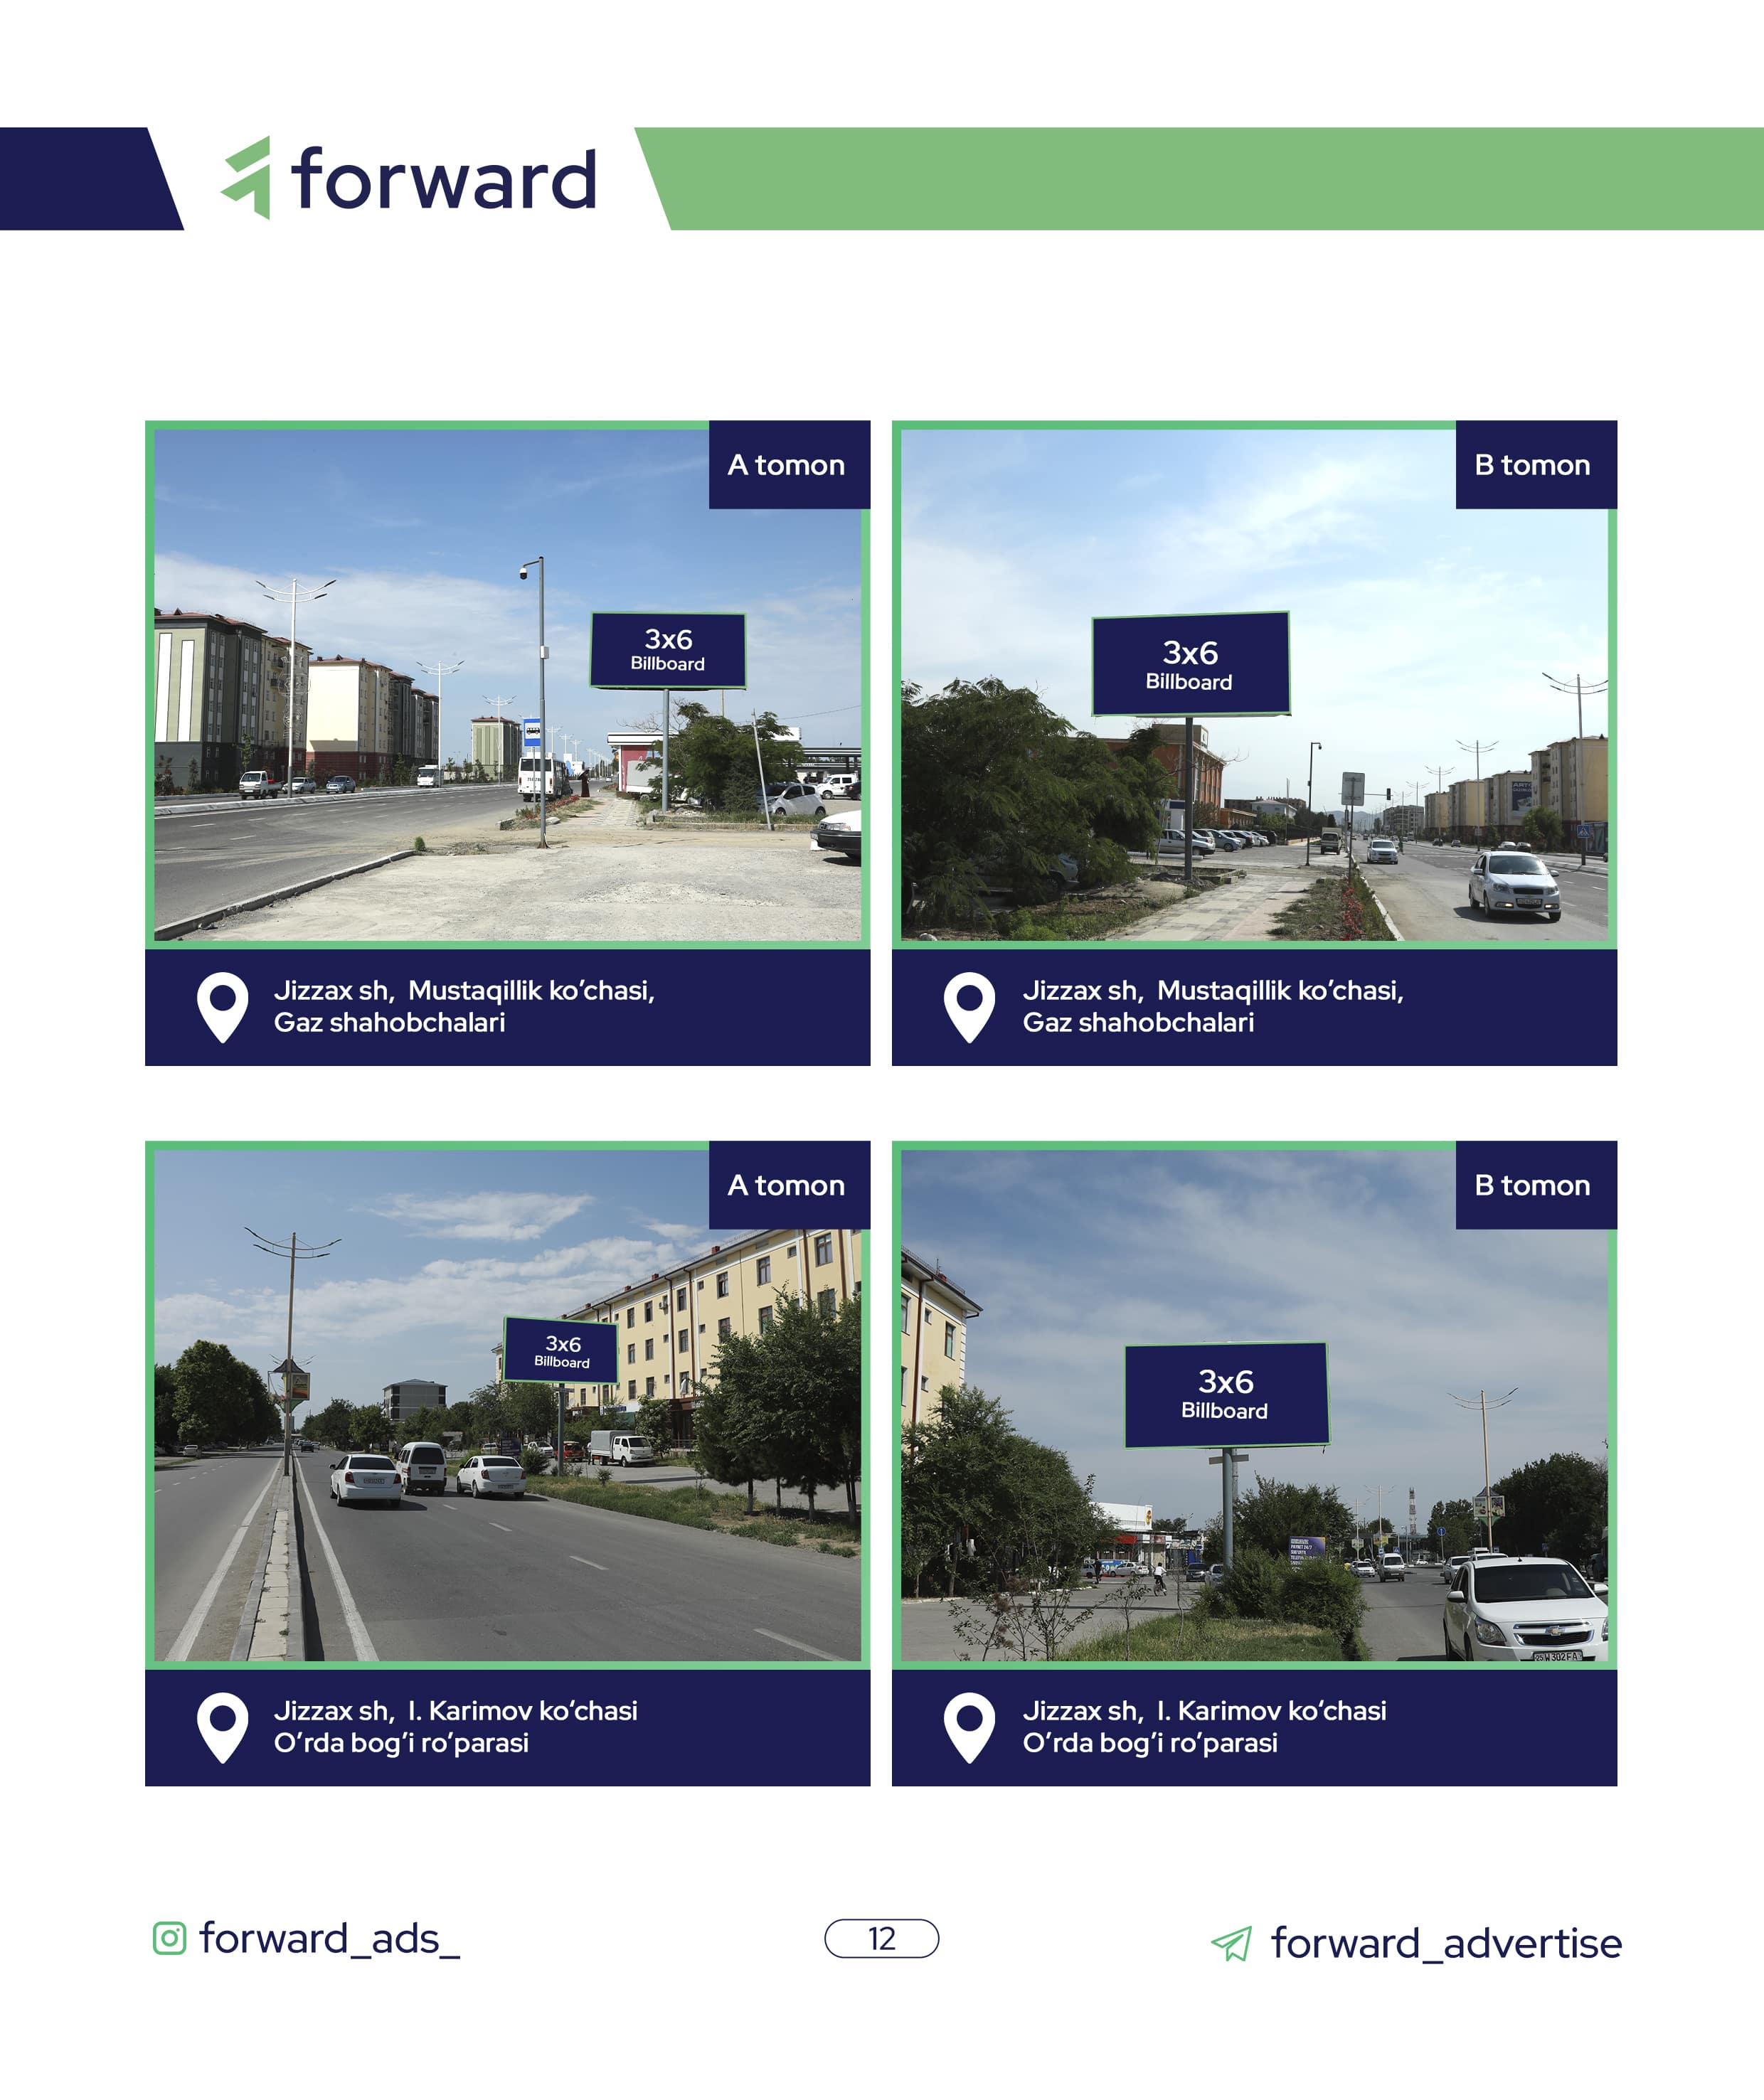 forward
A tomon
3x6
Billboard
Jizzax sh, Mustaqillik ko’chasi,
Gaz shahobchalari
B tomon
3x6
Billboard
Jizzax sh, Mustaqillik ko’chasi,
Gaz shahobchalari
A tomon
3x6
Billboard
Jizzax sh, I. Karimov ko‘chasi
O’rda bog’i ro’parasi
B tomon
3x6
Billboard
Jizzax sh, I. Karimov ko‘chasi
O’rda bog’i ro’parasi
forward_ads_
12
forward_advertise